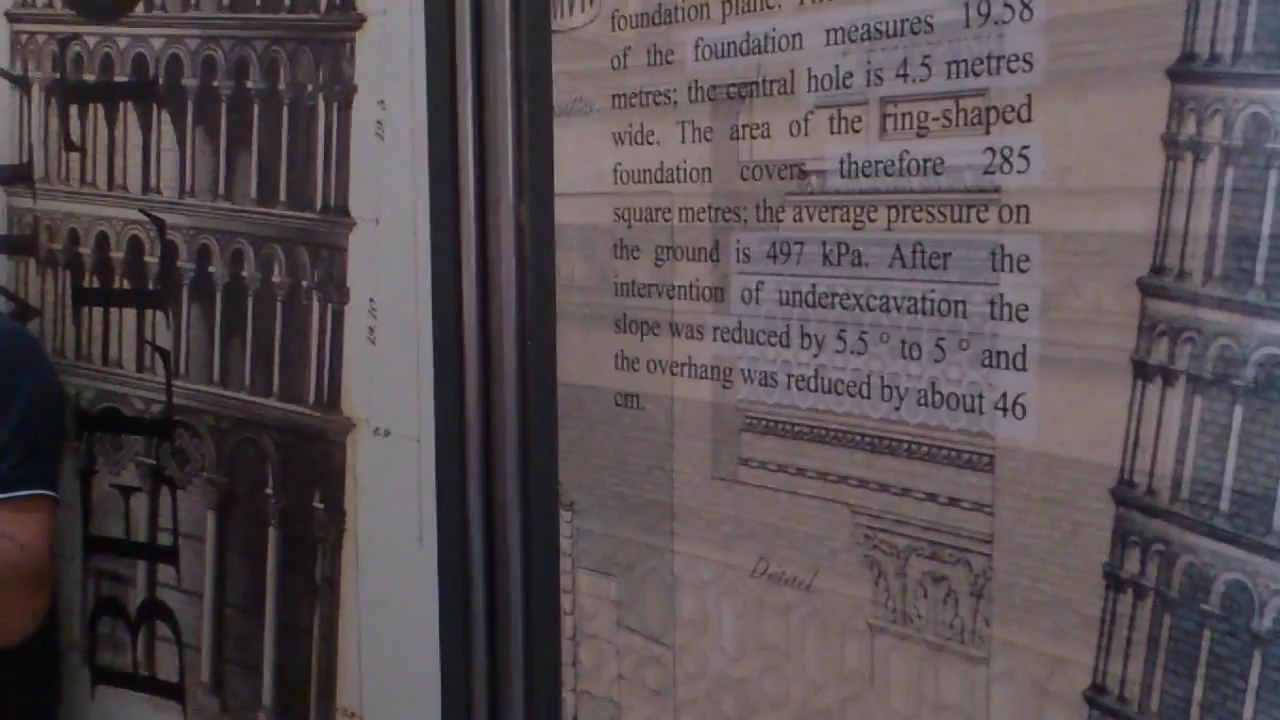 foundation plane.
of the foundation measures 19.58
metres; the central hole is 4.5 metres
wide. The area of the ring-shaped
foundation covers therefore 285
square metres; the average pressure on
the ground is 497 kPa. After the
intervention of underexcavation the
slope was reduced by 5.5 ° to 5 ° and
the overhang was reduced by about 46
cm.
Detail